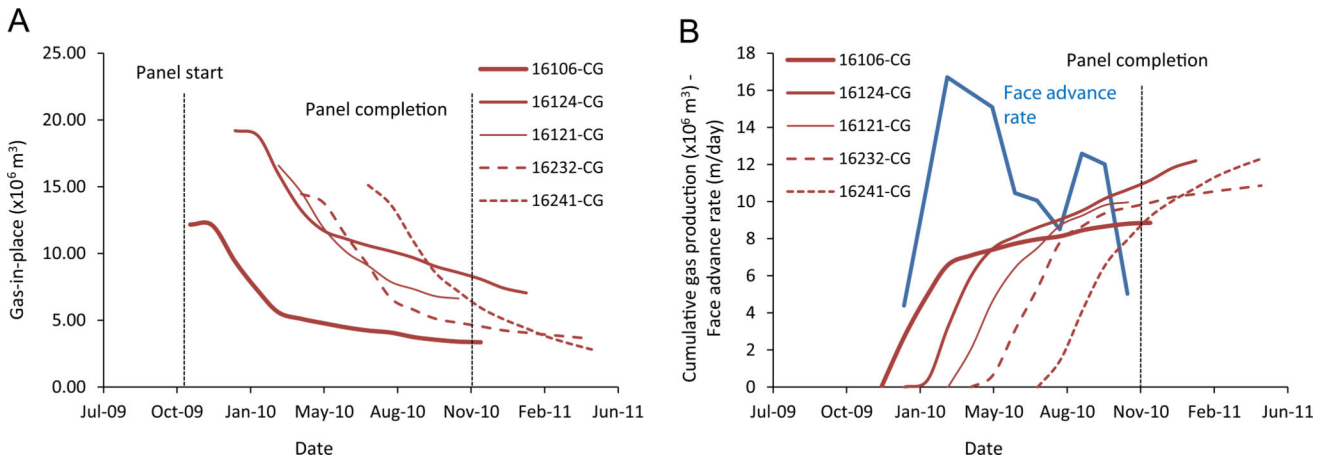 A
25.00
20.00
15.00
10.00
5.00
0.00
Gas-in-place (x10⁶ m³)
Panel start
Panel completion
16106-CG
16124-CG
16121-CG
16232-CG
16241-CG
Jul-09 Oct-09 Jan-10 May-10 Aug-10 Nov-10 Feb-11 Jun-11
Date
B
18
16
14
12
10
8
6
4
2
0
Cumulative gas production (x10⁶ m³) -
Face advance rate (m/day)
16106-CG
16124-CG
16121-CG
16232-CG
16241-CG
Face advance
rate
Panel completion
Jul-09 Oct-09 Jan-10 May-10 Aug-10 Nov-10 Feb-11 Jun-11
Date